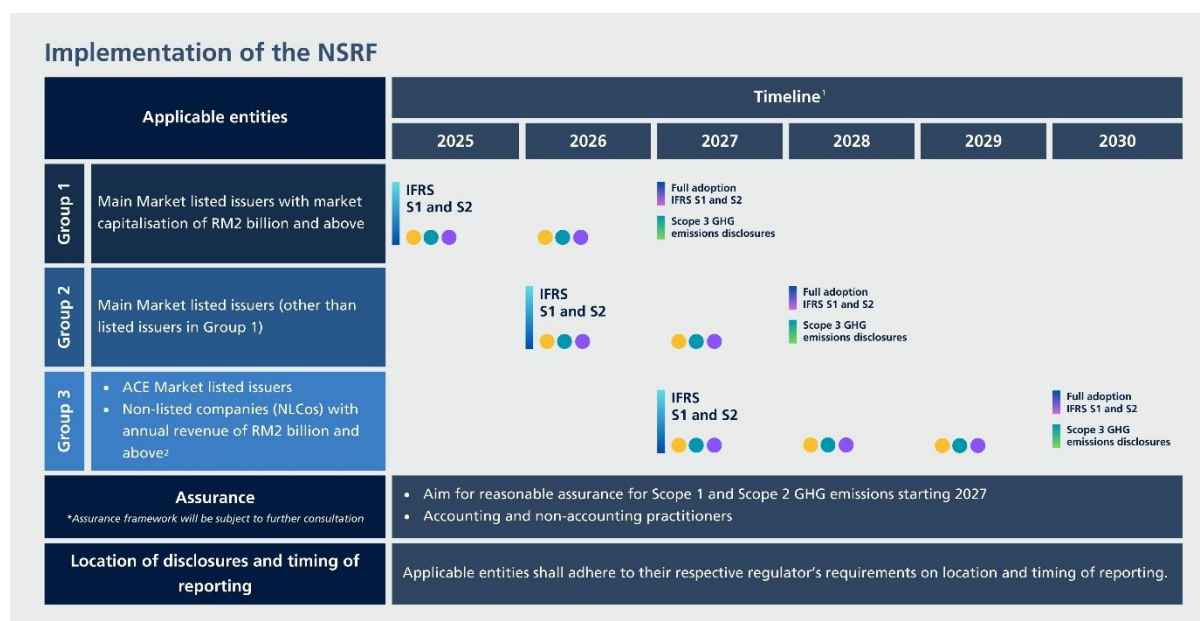 Implementation of the NSRF
Applicable entities
Timeline¹
2025
2026
2027
2028
2029
2030
Group 1
Main Market listed issuers with market
capitalisation of RM2 billion and above
IFRS
S1 and S2
Full adoption
IFRS S1 and S2
Scope 3 GHG
emissions disclosures
Group 2
Main Market listed issuers (other than
listed issuers in Group 1)
IFRS
S1 and S2
Full adoption
IFRS S1 and S2
Scope 3 GHG
emissions disclosures
Group 3
• ACE Market listed issuers
• Non-listed companies (NLCos) with
annual revenue of RM2 billion and
above²
IFRS
S1 and S2
Full adoption
IFRS S1 and S2
Scope 3 GHG
emissions disclosures
Assurance
*Assurance framework will be subject to further consultation
• Aim for reasonable assurance for Scope 1 and Scope 2 GHG emissions starting 2027
• Accounting and non-accounting practitioners
Location of disclosures and timing of
reporting
Applicable entities shall adhere to their respective regulator's requirements on location and timing of reporting.